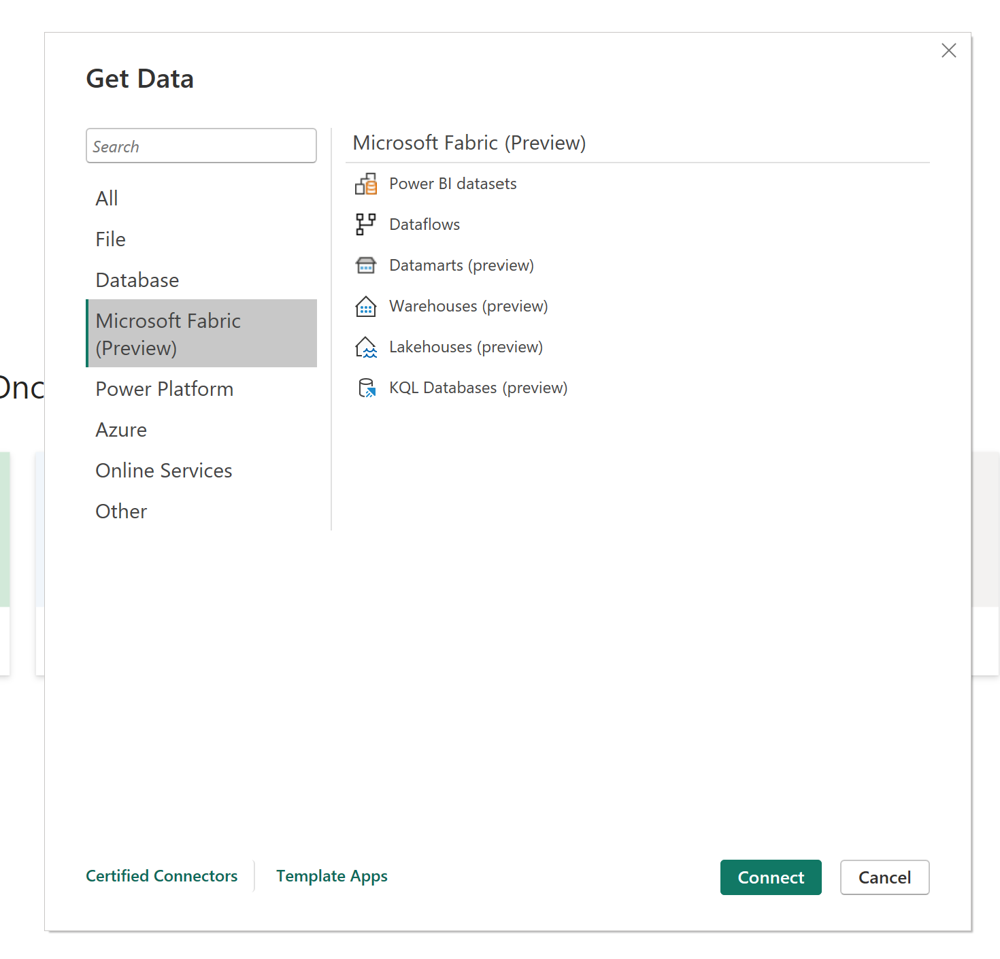 Get Data
Search
All
File
Database
Microsoft Fabric
(Preview)
Power Platform
Azure
Online Services
Other
Microsoft Fabric (Preview)
Power BI datasets
Dataflows
Datamarts (preview)
Warehouses (preview)
Lakehouses (preview)
KQL Databases (preview)
Certified Connectors
Template Apps
Connect
Cancel